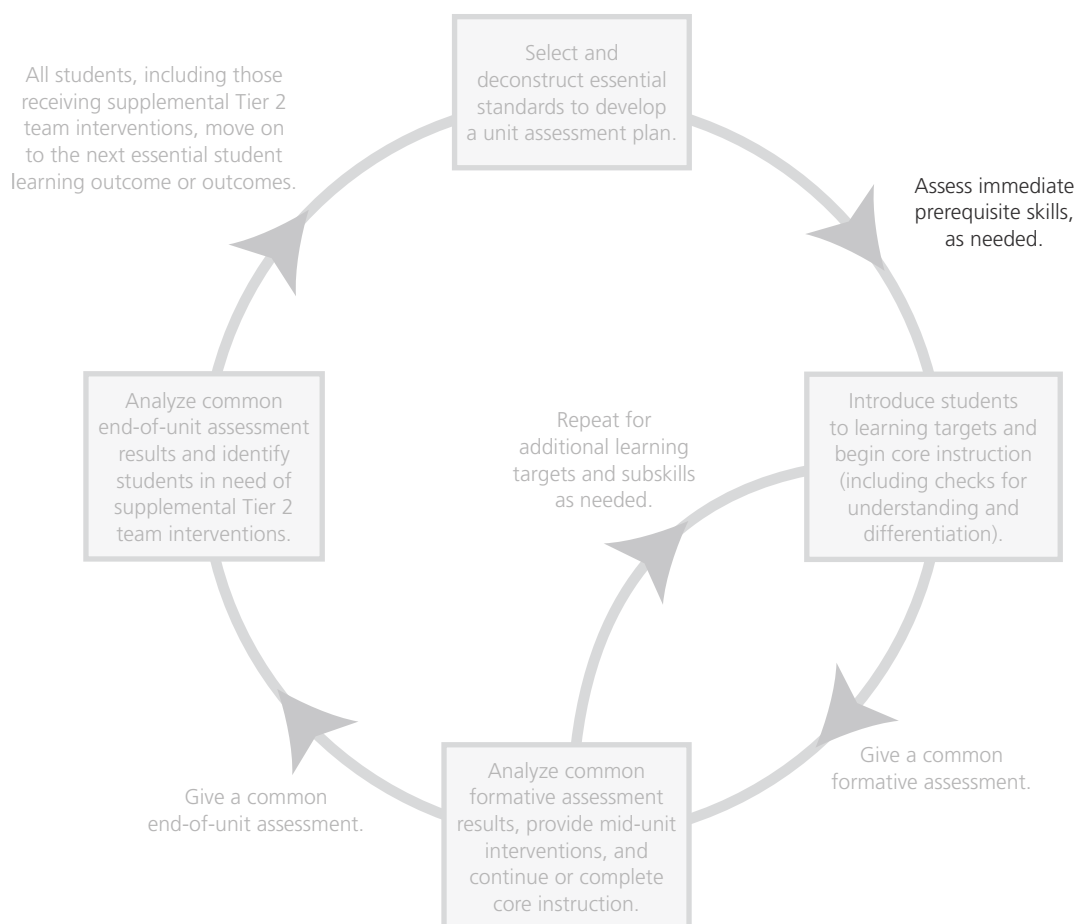 Select and
deconstruct essential
standards to develop
a unit assessment plan.
Assess immediate
prerequisite skills,
as needed.
Introduce students
to learning targets and
begin core instruction
(including checks for
understanding and
differentiation).
Give a common
formative assessment.
Analyze common
formative assessment
results, provide mid-unit
interventions, and
continue or complete
core instruction.
Repeat for
additional learning
targets and subskills
as needed.
Give a common
end-of-unit assessment.
Analyze common
end-of-unit assessment
results and identify
students in need of
supplemental Tier 2
team interventions.
All students, including those
receiving supplemental Tier 2
team interventions, move on
to the next essential student
learning outcome or outcomes.